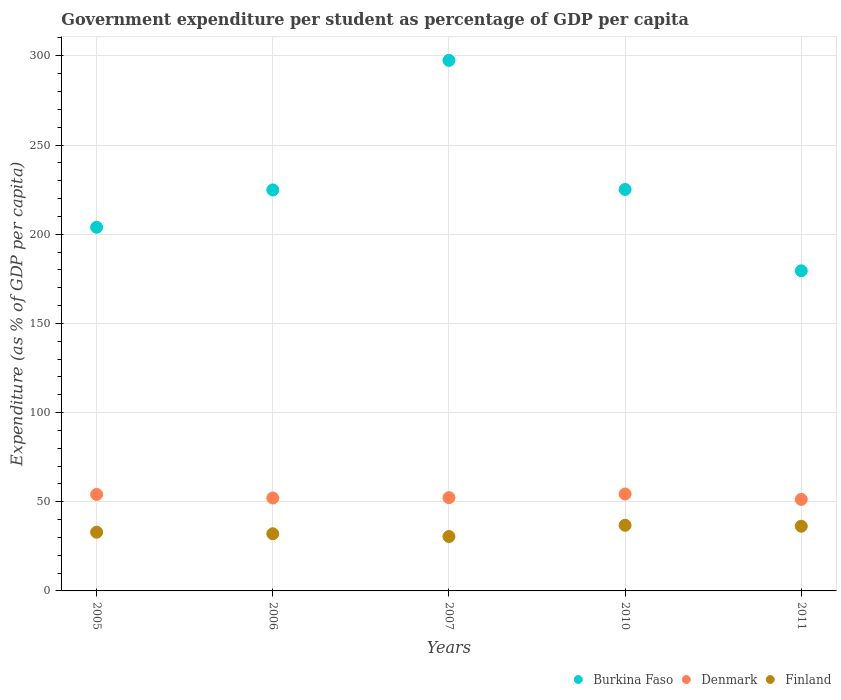 Government expenditure per student as percentage of GDP per capita
Expenditure (as % of GDP per capita)
300
250
200
150
100
50
0
2005
2006
2007
2010
2011
Years
Burkina Faso
Denmark
Finland